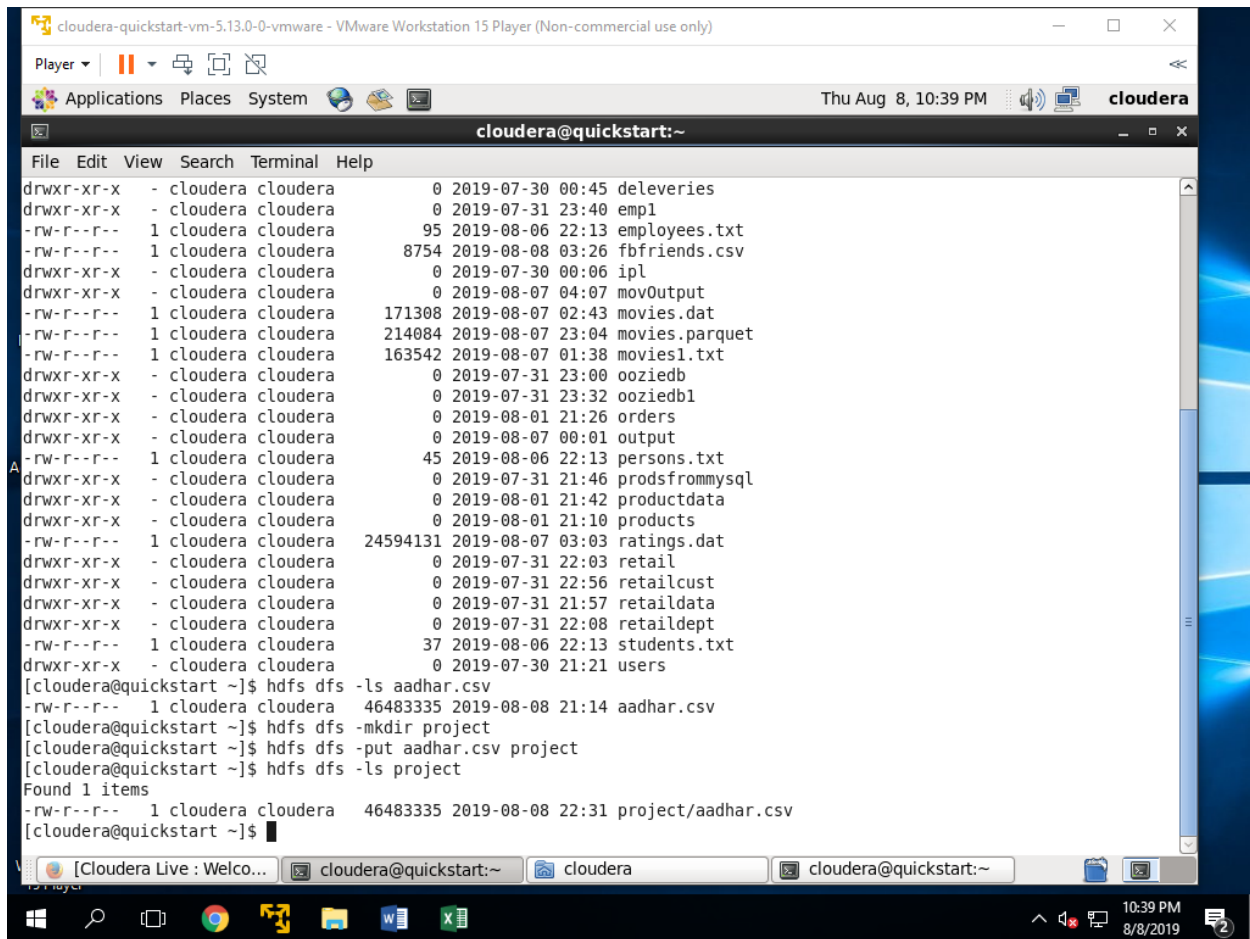 cloudera-quickstart-vm-5.13.0-0-vmware - VMware Workstation 15 Player (Non-commercial use only)
Player
Applications Places System Thu Aug 8, 10:39 PM cloudera
cloudera@quickstart:~
File Edit View Search Terminal Help
drwxr-xr-x - cloudera cloudera 0 2019-07-30 00:45 deleveries
drwxr-xr-x - cloudera cloudera 0 2019-07-31 23:40 emp1
-rw-r--r-- 1 cloudera cloudera 95 2019-08-06 22:13 employees.txt
-rw-r--r-- 1 cloudera cloudera 8754 2019-08-08 03:26 fbfriends.csv
drwxr-xr-x - cloudera cloudera 0 2019-07-30 00:06 ipl
drwxr-xr-x - cloudera cloudera 0 2019-08-07 04:07 movOutput
-rw-r--r-- 1 cloudera cloudera 171308 2019-08-07 02:43 movies.dat
-rw-r--r-- 1 cloudera cloudera 214084 2019-08-07 23:04 movies.parquet
-rw-r--r-- 1 cloudera cloudera 163542 2019-08-07 01:38 movies1.txt
drwxr-xr-x - cloudera cloudera 0 2019-07-31 23:00 ooziedb
drwxr-xr-x - cloudera cloudera 0 2019-07-31 23:32 ooziedb1
drwxr-xr-x - cloudera cloudera 0 2019-08-01 21:26 orders
drwxr-xr-x - cloudera cloudera 0 2019-08-07 00:01 output
-rw-r--r-- 1 cloudera cloudera 45 2019-08-06 22:13 persons.txt
drwxr-xr-x - cloudera cloudera 0 2019-07-31 21:46 prodsfrommysql
drwxr-xr-x - cloudera cloudera 0 2019-08-01 21:42 productdata
drwxr-xr-x - cloudera cloudera 0 2019-08-01 21:10 products
-rw-r--r-- 1 cloudera cloudera 24594131 2019-08-07 03:03 ratings.dat
drwxr-xr-x - cloudera cloudera 0 2019-07-31 22:03 retail
drwxr-xr-x - cloudera cloudera 0 2019-07-31 22:56 retailcust
drwxr-xr-x - cloudera cloudera 0 2019-07-31 21:57 retaildata
drwxr-xr-x - cloudera cloudera 0 2019-07-31 22:08 retaildept
-rw-r--r-- 1 cloudera cloudera 37 2019-08-06 22:13 students.txt
drwxr-xr-x - cloudera cloudera 0 2019-07-30 21:21 users
[cloudera@quickstart ~]$ hdfs dfs -ls aadhar.csv
-rw-r--r-- 1 cloudera cloudera 46483335 2019-08-08 21:14 aadhar.csv
[cloudera@quickstart ~]$ hdfs dfs -mkdir project
[cloudera@quickstart ~]$ hdfs dfs -put aadhar.csv project
[cloudera@quickstart ~]$ hdfs dfs -ls project
Found 1 items
-rw-r--r-- 1 cloudera cloudera 46483335 2019-08-08 22:31 project/aadhar.csv
[cloudera@quickstart ~]$
[Cloudera Live : Welco... cloudera@quickstart:~ cloudera cloudera@quickstart:~
15 Player
10:39 PM
8/8/2019
2